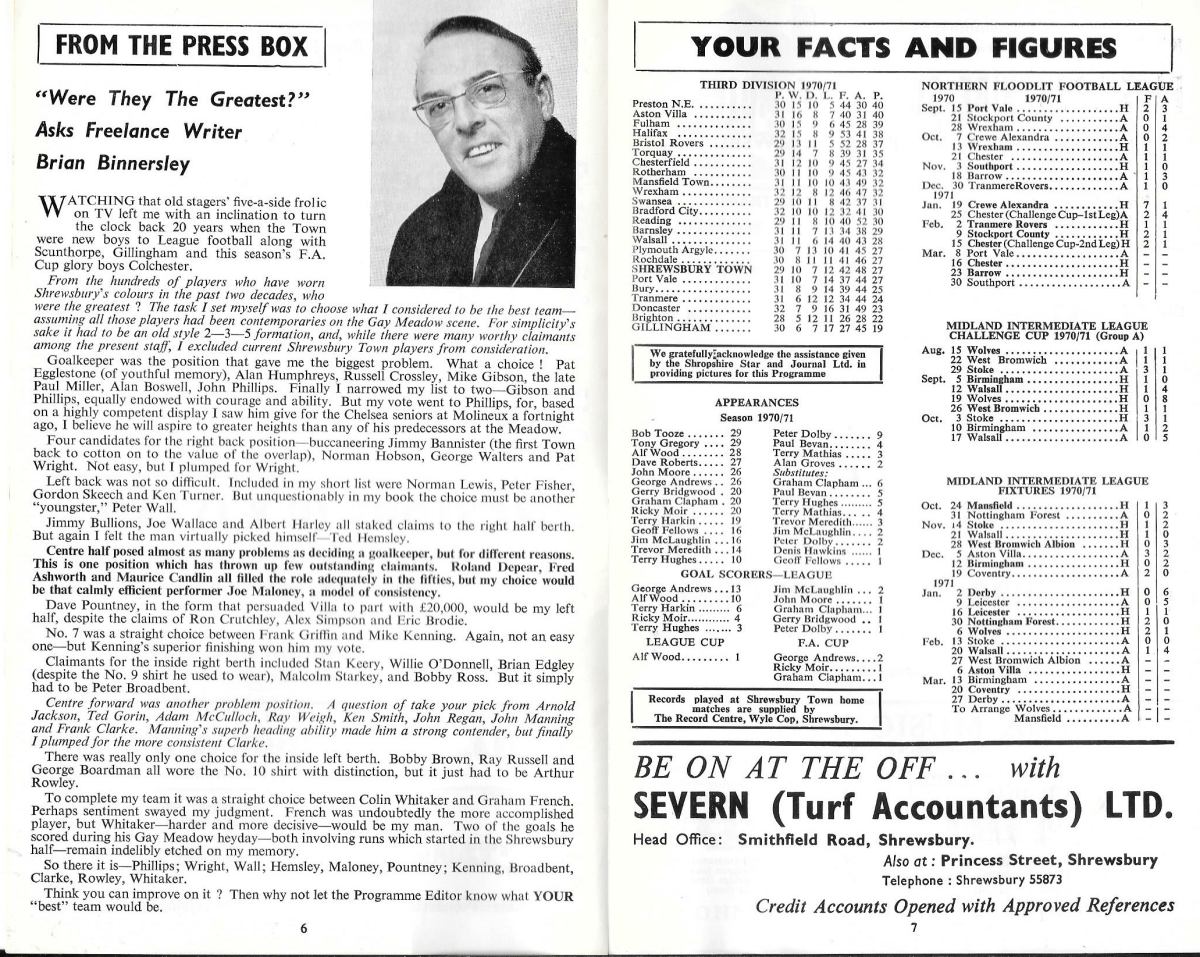 FROM THE PRESS BOX
"Were They The Greatest?"
Asks Freelance Writer
Brian Binnersley
WATCHING that old stagers' five-a-side frolic
on TV left me with an inclination to turn
the clock back 20 years when the Town
were new boys to League football along with
Scunthorpe, Gillingham and this season's F.A.
Cup glory boys Colchester.
From the hundreds of players who have worn
Shrewsbury's colours in the past two decades, who
were the greatest ? The task I set myself was to choose what I considered to be the best team—
assuming all those players had been contemporaries on the Gay Meadow scene. For simplicity's
sake it had to be an old style 2—3—5 formation, and, while there were many worthy claimants
among the present staff, I excluded current Shrewsbury Town players from consideration.
Goalkeeper was the position that gave me the biggest problem. What a choice ! Pat
Egglestone (of youthful memory), Alan Humphreys, Russell Crossley, Mike Gibson, the late
Paul Miller, Alan Boswell, John Phillips. Finally I narrowed my list to two—Gibson and
Phillips, equally endowed with courage and ability. But my vote went to Phillips, for, based
on a highly competent display I saw him give for the Chelsea seniors at Molineux a fortnight
ago, I believe he will aspire to greater heights than any of his predecessors at the Meadow.
Four candidates for the right back position—buccaneering Jimmy Bannister (the first Town
back to cotton on to the value of the overlap), Norman Hobson, George Walters and Pat
Wright. Not easy, but I plumped for Wright.
Left back was not so difficult. Included in my short list were Norman Lewis, Peter Fisher,
Gordon Skeech and Ken Turner. But unquestionably in my book the choice must be another
"youngster," Peter Wall.
Jimmy Bullions, Joe Wallace and Albert Harley all staked claims to the right half berth.
But again I felt the man virtually picked himself—Ted Hemsley.
Centre half posed almost as many problems as deciding a goalkeeper, but for different reasons.
This is one position which has thrown up few outstanding claimants. Roland Depear, Fred
Ashworth and Maurice Candlin all filled the role adequately in the fifties, but my choice would
be that calmly efficient performer Joe Maloney, a model of consistency.
Dave Pountney, in the form that persuaded Villa to part with £20,000, would be my left
half, despite the claims of Ron Crutchley, Alex Simpson and Eric Brodie.
No. 7 was a straight choice between Frank Griffin and Mike Kenning. Again, not an easy
one—but Kenning's superior finishing won him my vote.
Claimants for the inside right berth included Stan Keery, Willie O'Donnell, Brian Edgley
(despite the No. 9 shirt he used to wear), Malcolm Starkey, and Bobby Ross. But it simply
had to be Peter Broadbent.
Centre forward was another problem position. A question of take your pick from Arnold
Jackson, Ted Gorin, Adam McCulloch, Ray Weigh, Ken Smith, John Regan, John Manning
and Frank Clarke. Manning's superb heading ability made him a strong contender, but finally
I plumped for the more consistent Clarke.
There was really only one choice for the inside left berth. Bobby Brown, Ray Russell and
George Boardman all wore the No. 10 shirt with distinction, but it just had to be Arthur
Rowley.
To complete my team it was a straight choice between Colin Whitaker and Graham French.
Perhaps sentiment swayed my judgment. French was undoubtedly the more accomplished
player, but Whitaker—harder and more decisive—would be my man. Two of the goals he
scored during his Gay Meadow heyday—both involving runs which started in the Shrewsbury
half—remain indelibly etched on my memory.
So there it is—Phillips; Wright, Wall; Hemsley, Maloney, Pountney; Kenning, Broadbent,
Clarke, Rowley, Whitaker.
Think you can improve on it ? Then why not let the Programme Editor know what YOUR
"best" team would be.
6
YOUR FACTS AND FIGURES
THIRD DIVISION 1970/71
P. W. D. L. F. A. P.
Preston N.E. .......... 30 15 10 5 44 30 40
Aston Villa ........... 31 16 8 7 40 31 40
Fulham ............... 30 15 9 6 45 28 39
Halifax .............. 32 15 8 9 53 41 38
Bristol Rovers ........ 29 13 11 5 52 28 37
Torquay .............. 29 14 7 8 39 31 35
Chesterfield .......... 31 12 10 9 45 27 34
Rotherham ........... 30 11 10 9 45 43 32
Mansfield Town....... 31 11 10 10 43 49 32
Wrexham ............. 32 12 8 12 46 47 32
Swansea .............. 29 10 11 8 42 37 31
Bradford City......... 32 10 10 12 32 41 30
Reading .............. 29 11 8 10 40 52 30
Barnsley .............. 31 11 7 13 34 38 29
Walsall ............... 31 11 6 14 40 43 28
Plymouth Argyle....... 30 7 13 10 41 45 27
Rochdale ............. 30 8 11 11 41 46 27
SHREWSBURY TOWN 29 10 7 12 42 48 27
Port Vale ............. 31 10 7 14 37 44 27
Bury................. 31 8 9 14 39 44 25
Tranmere ............. 31 6 12 12 34 44 24
Doncaster ............ 32 7 9 16 31 49 23
Brighton .............. 28 5 12 11 26 28 22
GILLINGHAM ........ 30 6 7 17 27 45 19
We gratefully acknowledge the assistance given
by the Shropshire Star and Journal Ltd. in
providing pictures for this Programme
APPEARANCES
Season 1970/71
Bob Tooze ....... 29
Tony Gregory .... 29
Alf Wood ........ 28
Dave Roberts..... 27
John Moore ...... 26
George Andrews .. 26
Gerry Bridgwood . 20
Graham Clapham . 20
Ricky Moir ...... 20
Terry Harkin ..... 19
Geoff Fellows .... 16
Jim McLaughlin .. 16
Trevor Meredith ... 14
Terry Hughes ..... 10
Peter Dolby ....... 9
Paul Bevan........ 4
Terry Mathias ..... 3
Alan Groves ...... 2
Substitutes:
Graham Clapham ... 6
Paul Bevan........ 5
Terry Hughes ...... 5
Terry Mathias..... 4
Trevor Meredith..... 3
Jim McLaughlin.... 2
Peter Dolby........ 2
Denis Hawkins ..... 1
Geoff Fellows ..... 1
GOAL SCORERS—LEAGUE
George Andrews...13
Alf Wood .........10
Terry Harkin ......... 6
Ricky Moir............ 4
Terry Hughes ....... 3
Jim McLaughlin ... 2
John Moore ........ 1
Graham Clapham... 1
Gerry Bridgwood .. 1
Peter Dolby........ 1
LEAGUE CUP
Alf Wood......... 1
F.A. CUP
George Andrews....2
Ricky Moir.........1
Graham Clapham....1
Records played at Shrewsbury Town home
matches are supplied by
The Record Centre, Wyle Cop, Shrewsbury.
NORTHERN FLOODLIT FOOTBALL LEAGUE
1970 1970/71 F A
Sept. 15 Port Vale ....................H 2 3
21 Stockport County ............A 0 1
28 Wrexham ....................A 0 4
Oct. 7 Crewe Alexandra ..............A 0 2
13 Wrexham ....................H 1 1
21 Chester ......................A 1 1
Nov. 3 Southport ....................H 1 0
18 Barrow ......................A 1 3
Dec. 30 TranmereRovers...............A 1 0
1971
Jan. 19 Crewe Alexandra ..............H 7 1
25 Chester (Challenge Cup–1st Leg)A 2 4
Feb. 2 Tranmere Rovers ..............H 1 1
9 Stockport County ............H 2 1
15 Chester (Challenge Cup-2nd Leg) H 2 1
Mar. 8 Port Vale ....................A – –
16 Chester ......................H – –
23 Barrow ......................H – –
30 Southport ....................A – –
MIDLAND INTERMEDIATE LEAGUE
CHALLENGE CUP 1970/71 (Group A)
Aug. 15 Wolves ......................A 1 1
22 West Bromwich ..............A 1 1
29 Stoke .......................A 3 1
Sept. 5 Birmingham ..................H 1 0
12 Walsall ......................H 1 4
19 Wolves ......................H 0 8
26 West Bromwich ..............H 1 1
Oct. 3 Stoke .......................H 3 1
10 Birmingham ..................A 1 2
17 Walsall ......................A 0 5
MIDLAND INTERMEDIATE LEAGUE
FIXTURES 1970/71
Oct. 24 Mansfield ....................H 1 3
31 Nottingham Forest ............A 0 2
Nov. 14 Stoke .......................H 1 2
21 Walsall ......................H 1 0
28 West Bromwich Albion ........H 0 3
Dec. 5 Aston Villa...................A 3 2
12 Birmingham ..................H 0 2
19 Coventry.....................A 2 0
1971
Jan. 2 Derby .......................H 0 6
9 Leicester .....................A 0 5
16 Leicester .....................H 1 1
30 Nottingham Forest............H 2 0
6 Wolves ......................H 2 1
Feb. 13 Stoke .......................A 0 0
20 Walsall ......................A 1 4
27 West Bromwich Albion ........A – –
6 Aston Villa ...................H – –
Mar. 13 Birmingham ..................A – –
20 Coventry ....................H – –
27 Derby .......................A – –
To Arrange Wolves..............A – –
Mansfield ............A – –
BE ON AT THE OFF ... with
SEVERN (Turf Accountants) LTD.
Head Office: Smithfield Road, Shrewsbury.
Also at : Princess Street, Shrewsbury
Telephone : Shrewsbury 55873
Credit Accounts Opened with Approved References
7